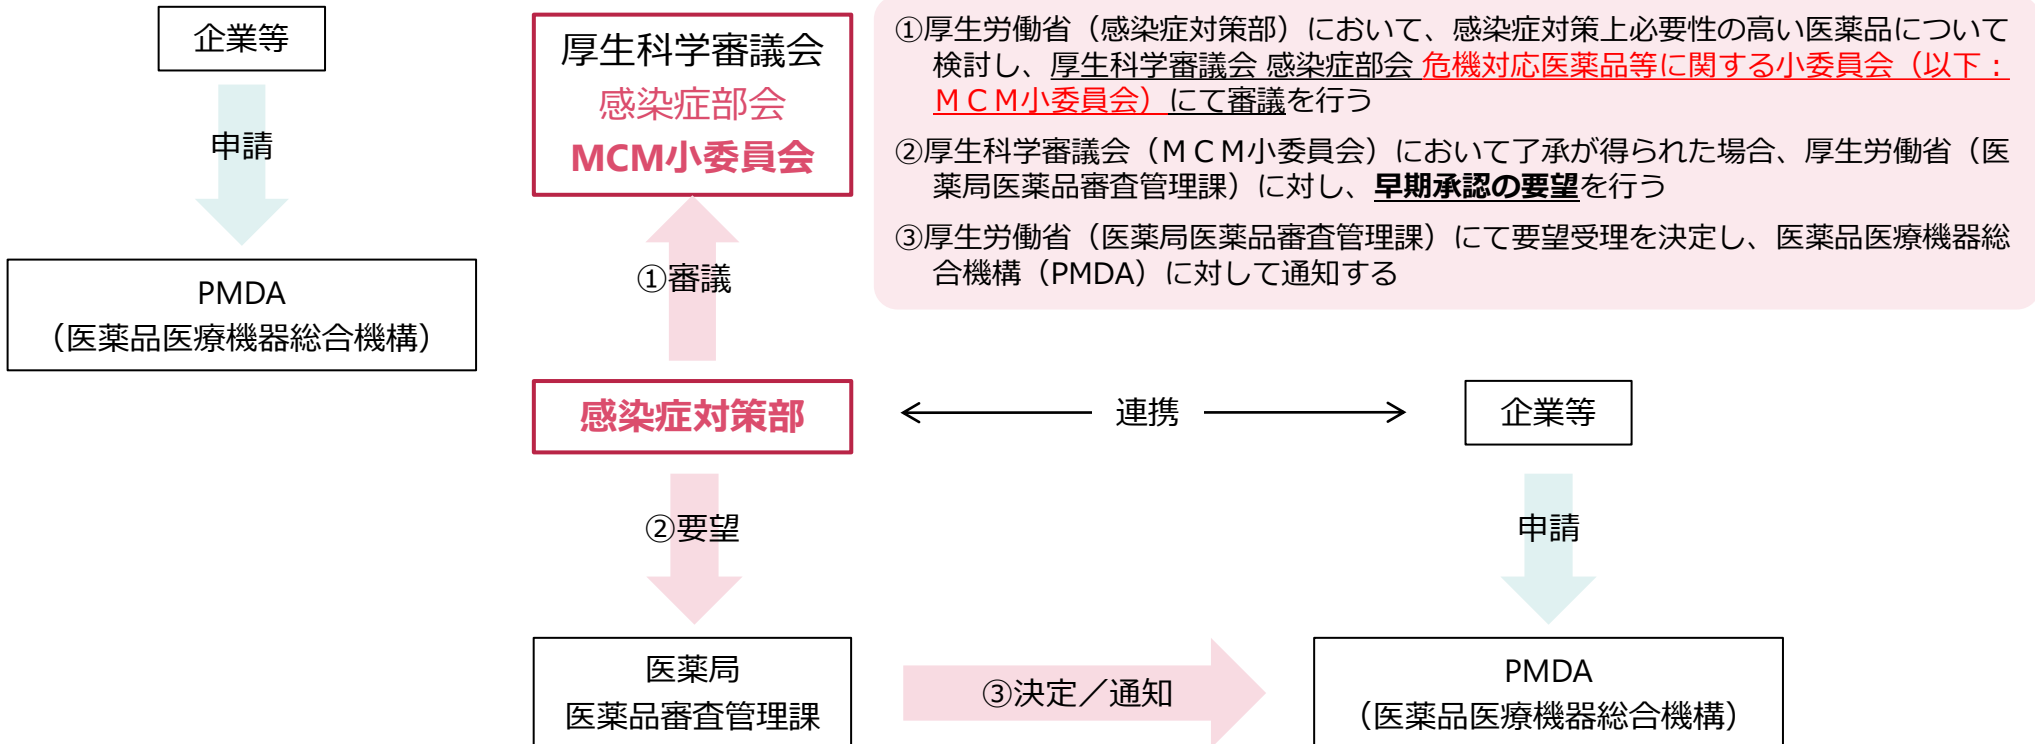 企業等
申請
PMDA
（医薬品医療機器総合機構）
厚生科学審議会
感染症部会
MCM小委員会
①審議
感染症対策部
②要望
医薬局
医薬品審査管理課
①厚生労働省（感染症対策部）において、感染症対策上必要性の高い医薬品について
検討し、厚生科学審議会 感染症部会 危機対応医薬品等に関する小委員会（以下：
ＭＣＭ小委員会）にて審議を行う
②厚生科学審議会（ＭＣＭ小委員会）において了承が得られた場合、厚生労働省（医
薬局医薬品審査管理課）に対し、早期承認の要望を行う
③厚生労働省（医薬局医薬品審査管理課）にて要望受理を決定し、医薬品医療機器総
合機構（PMDA）に対して通知する
連携
企業等
申請
③決定／通知
PMDA
（医薬品医療機器総合機構）